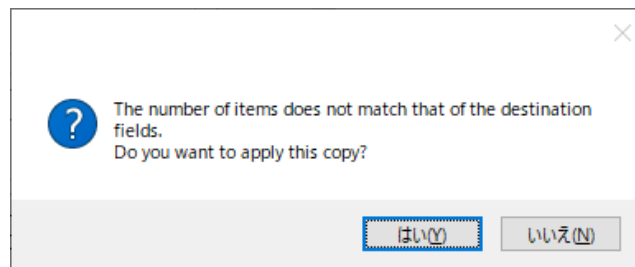 The number of items does not match that of the destination
fields.
Do you want to apply this copy?
はい(Y)
いいえ(N)